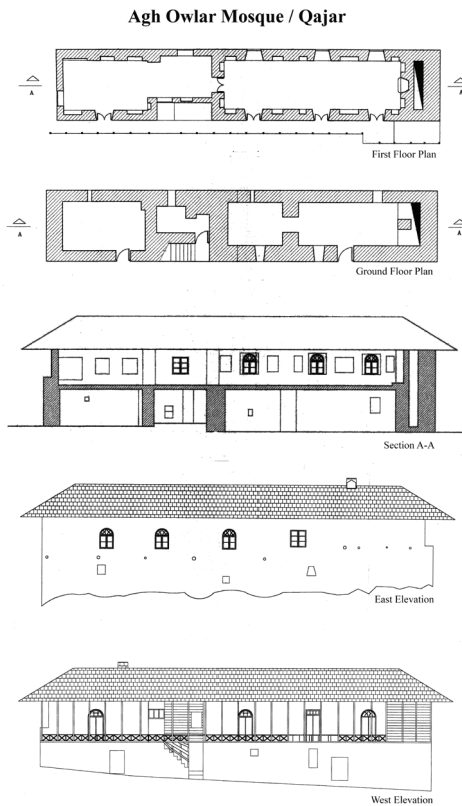 Agh Owlar Mosque / Qajar
A
A
First Floor Plan
A
A
Ground Floor Plan
Section A-A
East Elevation
West Elevation